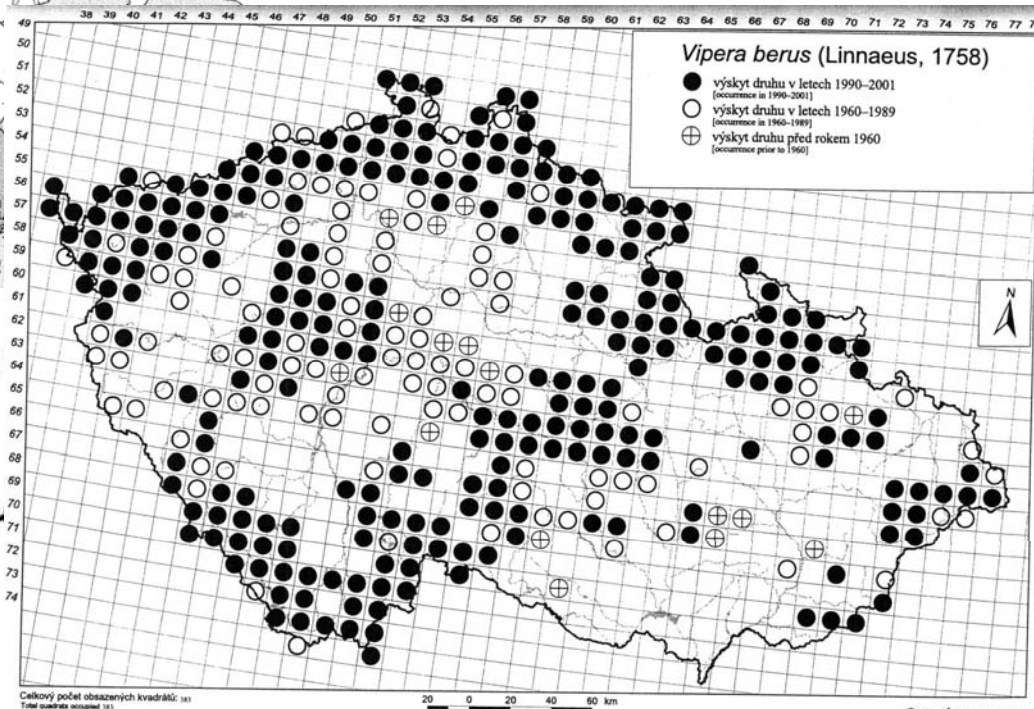 38 39 40 41 42 43 44 45 46 47 48 49 50 51 52 53 54 55 56 57 58 59 60 61 62 63 64 65 66 67 68 69 70 71 72 73 74 75 76 77
49
50
51
52
53
54
55
56
57
58
59
60
61
62
63
64
65
66
67
68
69
70
71
72
73
74
Vipera berus (Linnaeus, 1758)
výskyt druhu v letech 1990–2001
[occurrence in 1990–2001]
výskyt druhu v letech 1960–1989
[occurrence in 1960–1989]
výskyt druhu před rokem 1960
[occurrence prior to 1960]
N
Celkový počet obsazených kvadrátů: 383
Total quadrats occupied 383
20 0 20 40 60 km